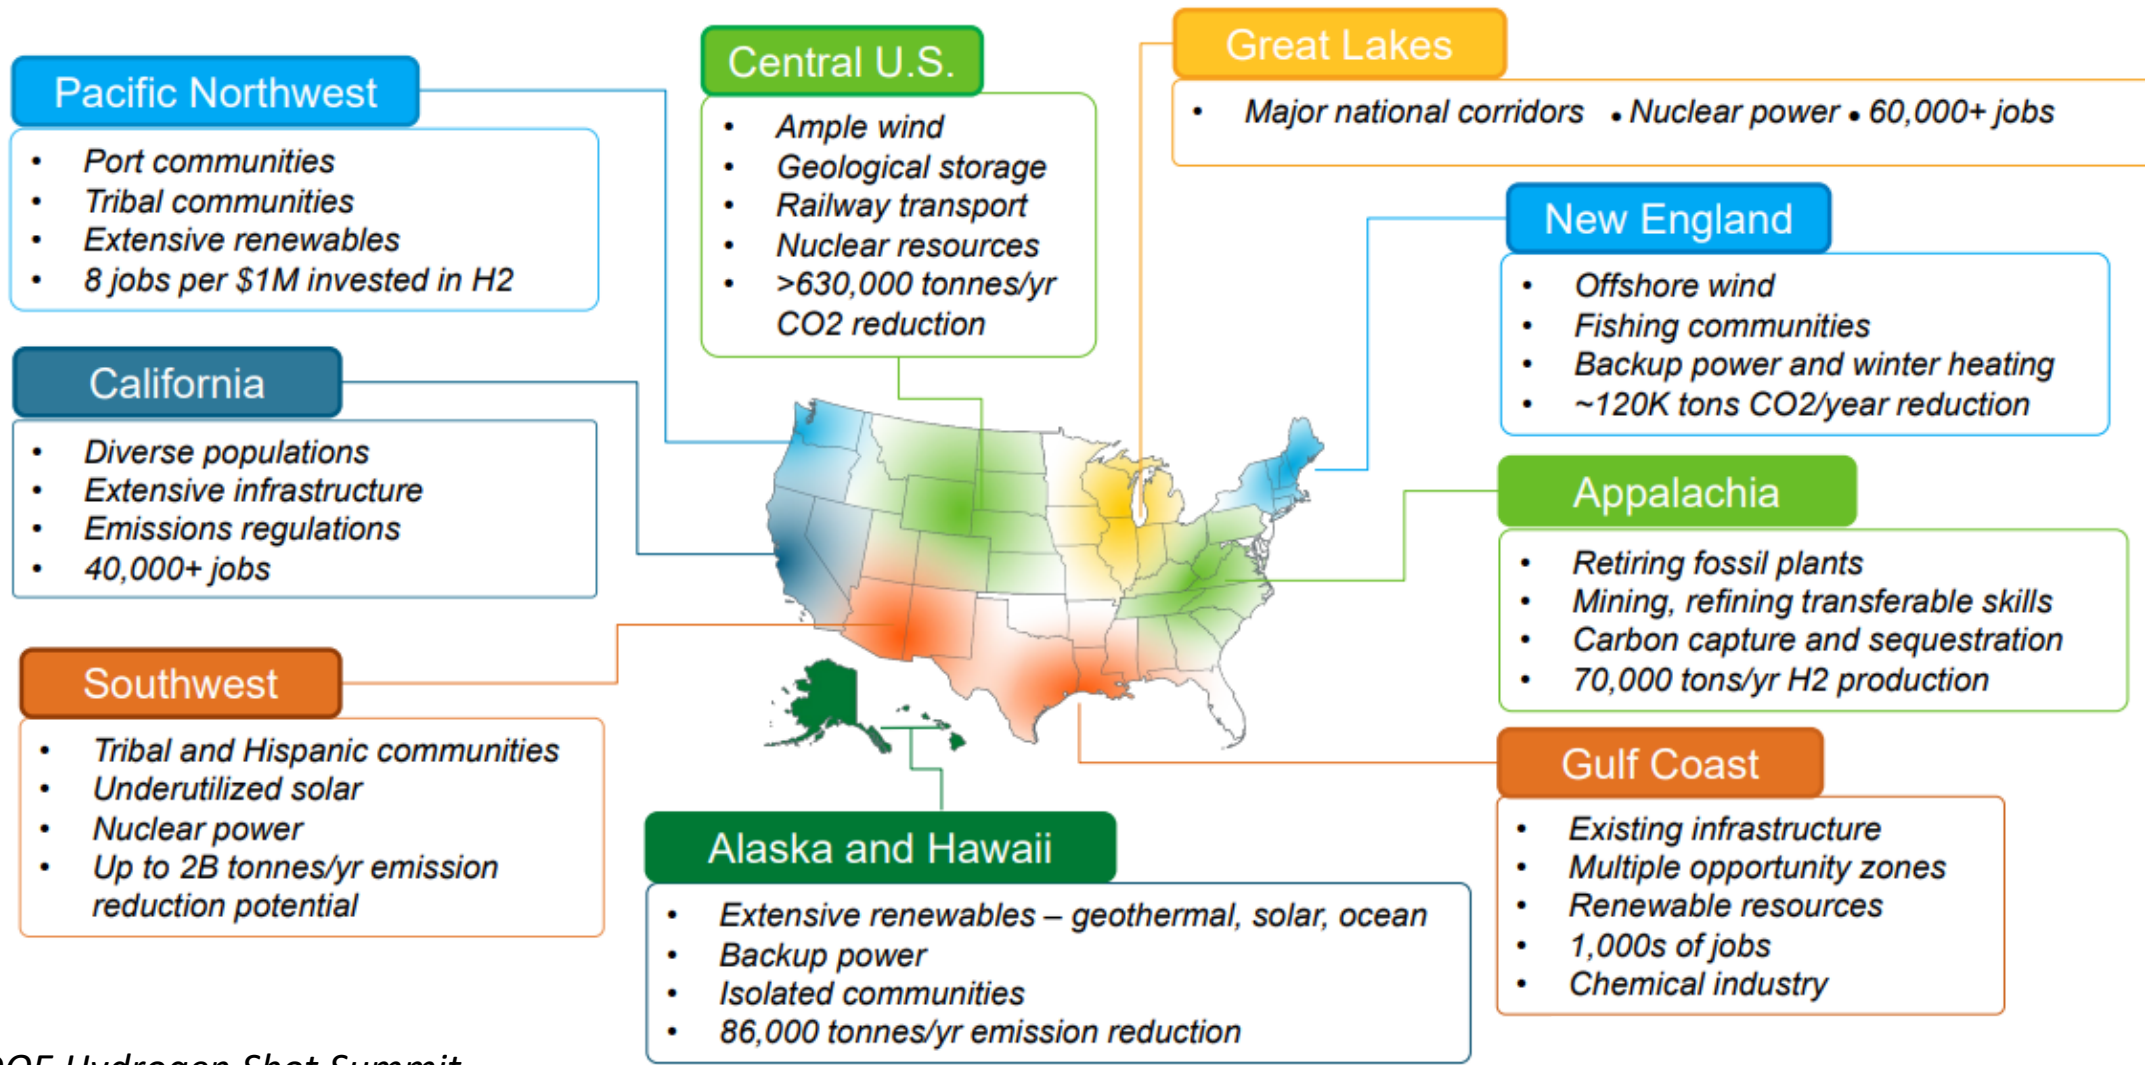 Pacific Northwest
• Port communities
• Tribal communities
• Extensive renewables
• 8 jobs per $1M invested in H2
California
• Diverse populations
• Extensive infrastructure
• Emissions regulations
• 40,000+ jobs
Southwest
• Tribal and Hispanic communities
• Underutilized solar
• Nuclear power
• Up to 2B tonnes/yr emission
reduction potential
Central U.S.
• Ample wind
• Geological storage
• Railway transport
• Nuclear resources
• >630,000 tonnes/yr
CO2 reduction
Great Lakes
• Major national corridors • Nuclear power • 60,000+ jobs
New England
• Offshore wind
• Fishing communities
• Backup power and winter heating
• ~120K tons CO2/year reduction
Appalachia
• Retiring fossil plants
• Mining, refining transferable skills
• Carbon capture and sequestration
• 70,000 tons/yr H2 production
Gulf Coast
• Existing infrastructure
• Multiple opportunity zones
• Renewable resources
• 1,000s of jobs
• Chemical industry
Alaska and Hawaii
• Extensive renewables – geothermal, solar, ocean
• Backup power
• Isolated communities
• 86,000 tonnes/yr emission reduction
Hydrogen Shot Summit